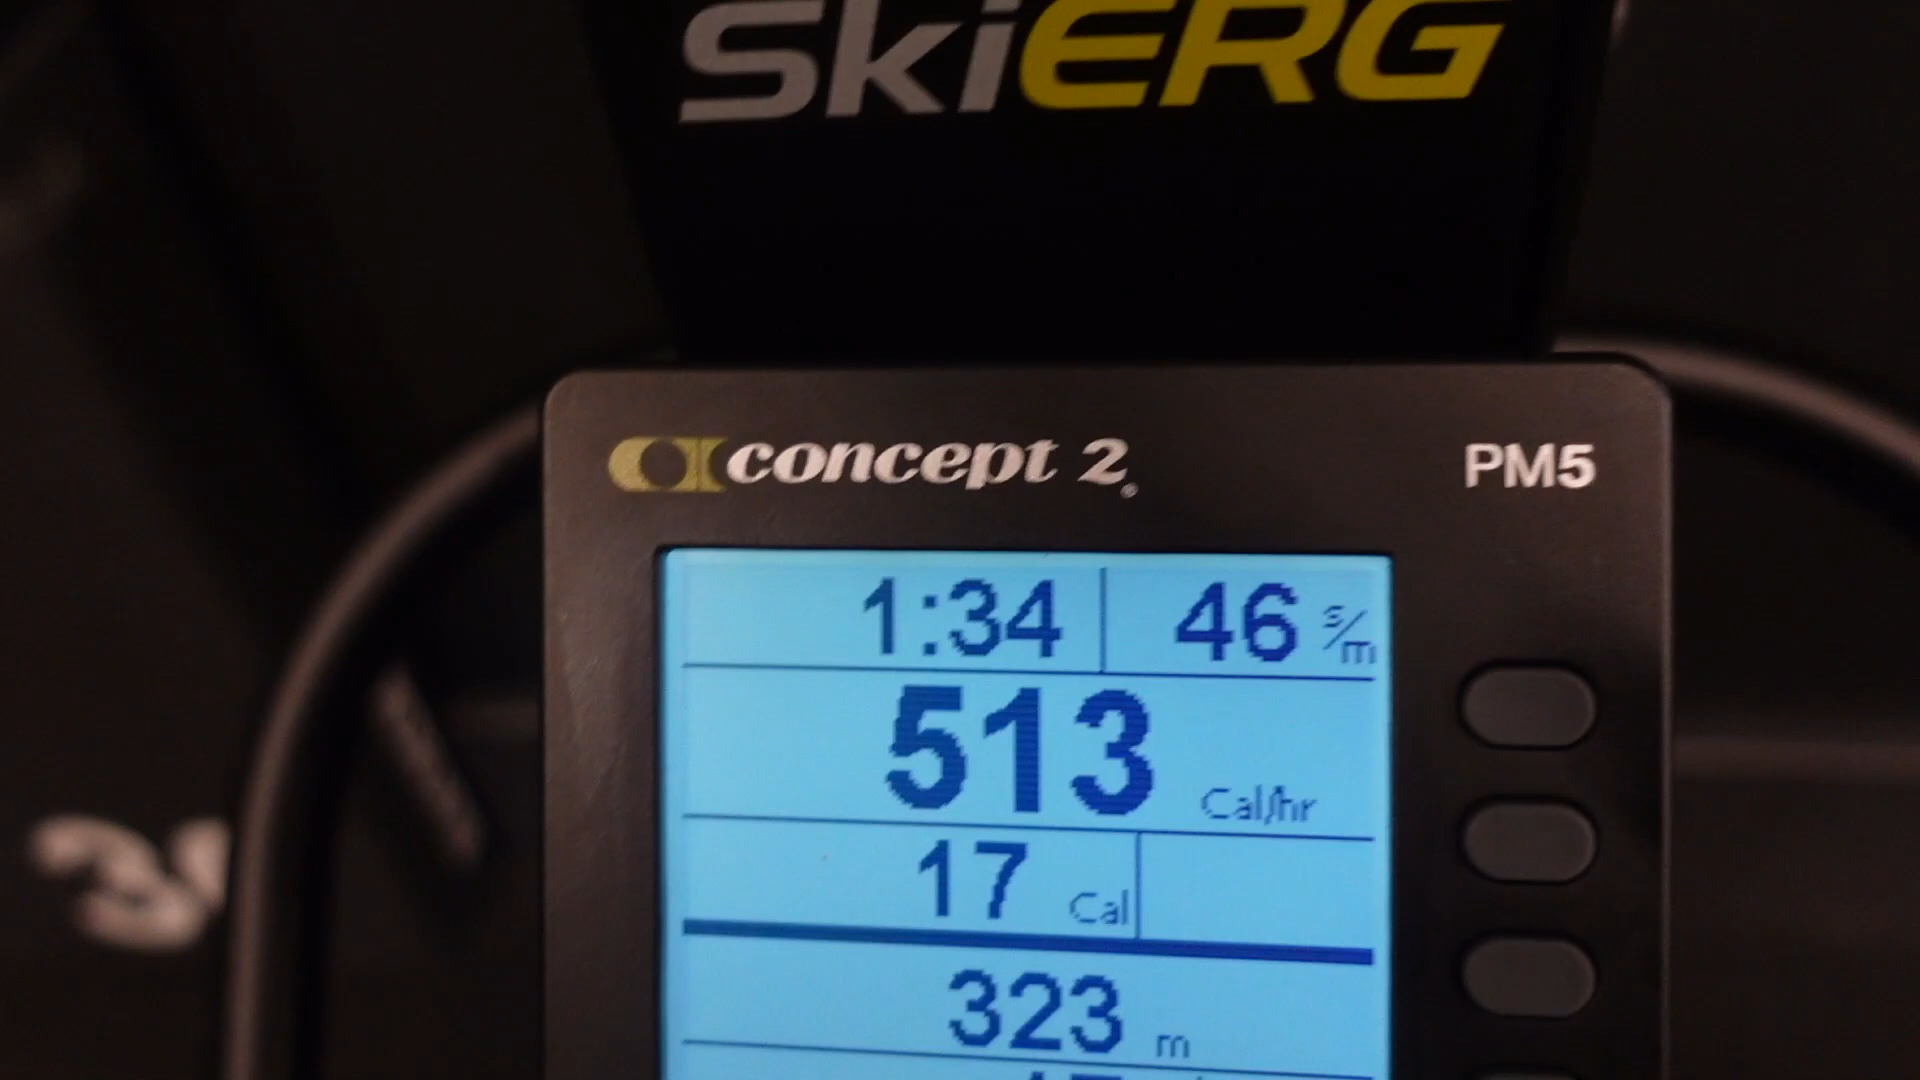 SkiERG
concept 2® PM5
1:34 46 s/m
513 Cal/hr
17 Cal
323 m